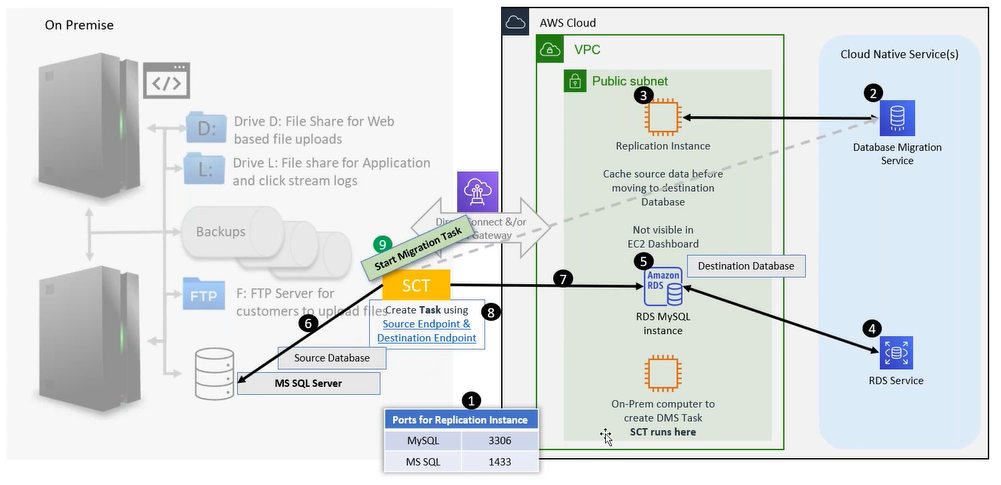 On Premise
</>
D:
Drive D: File Share for Web
based file uploads
L:
Drive L: File share for Application
and click stream logs
Backups
FTP
F: FTP Server for
customers to upload files
Source Database
MS SQL Server
6
9
Start Migration Task
Connect &/or
Gateway
SCT
8
Create Task using
Source Endpoint &
Destination Endpoint
1
Ports for Replication Instance
MySQL 3306
MS SQL 1433
AWS Cloud
VPC
Public subnet
3
Replication Instance
Cache source data before
moving to destination
Database
Not visible in
EC2 Dashboard
5
7
Amazon
RDS
Destination Database
RDS MySQL
instance
On-Prem computer to
create DMS Task
SCT runs here
Cloud Native Service(s)
2
Database Migration
Service
4
RDS Service